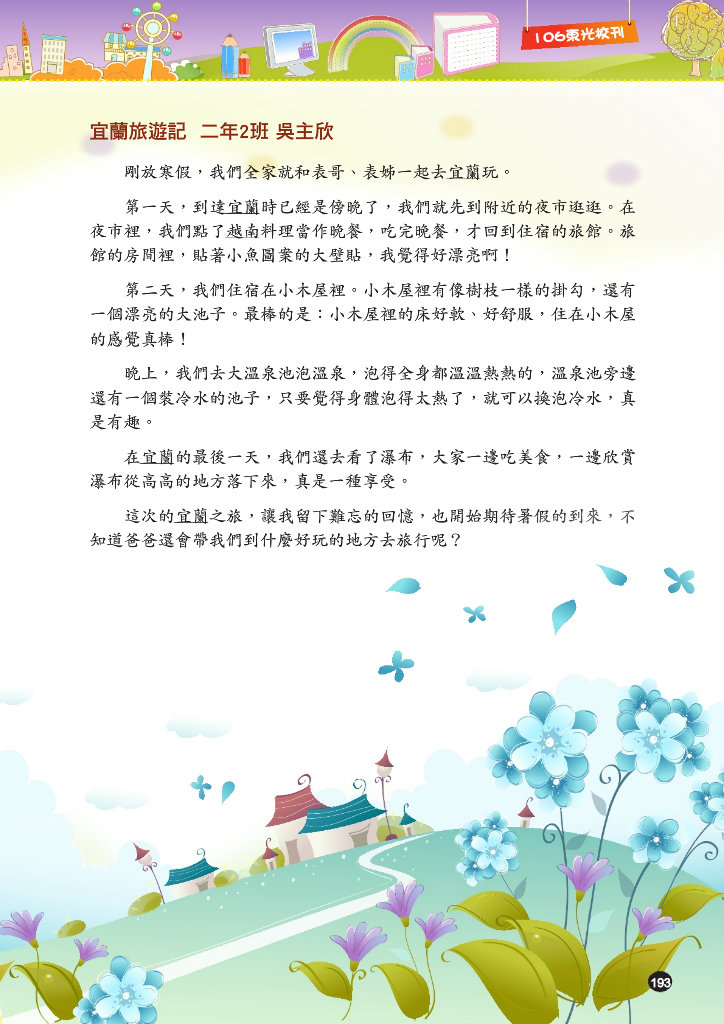 106東光校刊
宜蘭旅遊記 二年2班 吳主欣
剛放寒假，我們全家就和表哥、表姊一起去宜蘭玩。
第一天，到達宜蘭時已經是傍晚了，我們就先到附近的夜市逛逛。在
夜市裡，我們點了越南料理當作晚餐，吃完晚餐，才回到住宿的旅館。旅
館的房間裡，貼著小魚圖案的大壁貼，我覺得好漂亮啊！
第二天，我們住宿在小木屋裡。小木屋裡有像樹枝一樣的掛勾，還有
一個漂亮的大池子。最棒的是：小木屋裡的床好軟、好舒服，住在小木屋
的感覺真棒！
晚上，我們去大溫泉池泡溫泉，泡得全身都溫溫熱熱的，溫泉池旁邊
還有一個裝冷水的池子，只要覺得身體泡得太熱了，就可以換泡冷水，真
是有趣。
在宜蘭的最後一天，我們還去看了瀑布，大家一邊吃美食，一邊欣賞
瀑布從高高的地方落下來，真是一種享受。
這次的宜蘭之旅，讓我留下難忘的回憶，也開始期待暑假的到來，不
知道爸爸還會帶我們到什麼好玩的地方去旅行呢？
193